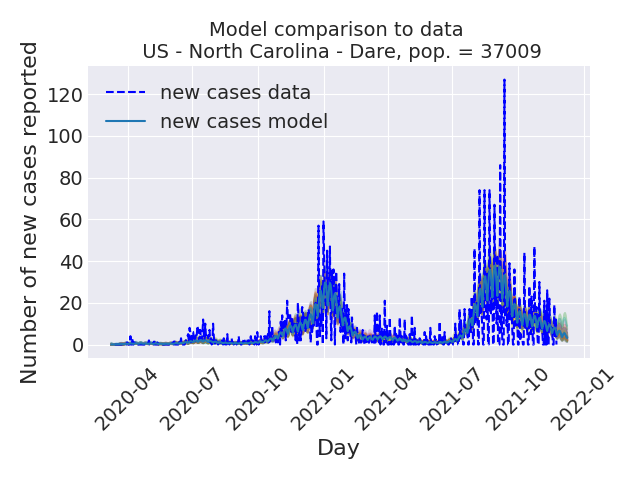 Model comparison to data
US - North Carolina - Dare, pop. = 37009
Number of new cases reported
120
100
80
60
40
20
0
new cases data
new cases model
2020-04
2020-07
2020-10
2021-01
2021-04
2021-07
2021-10
2022-01
Day